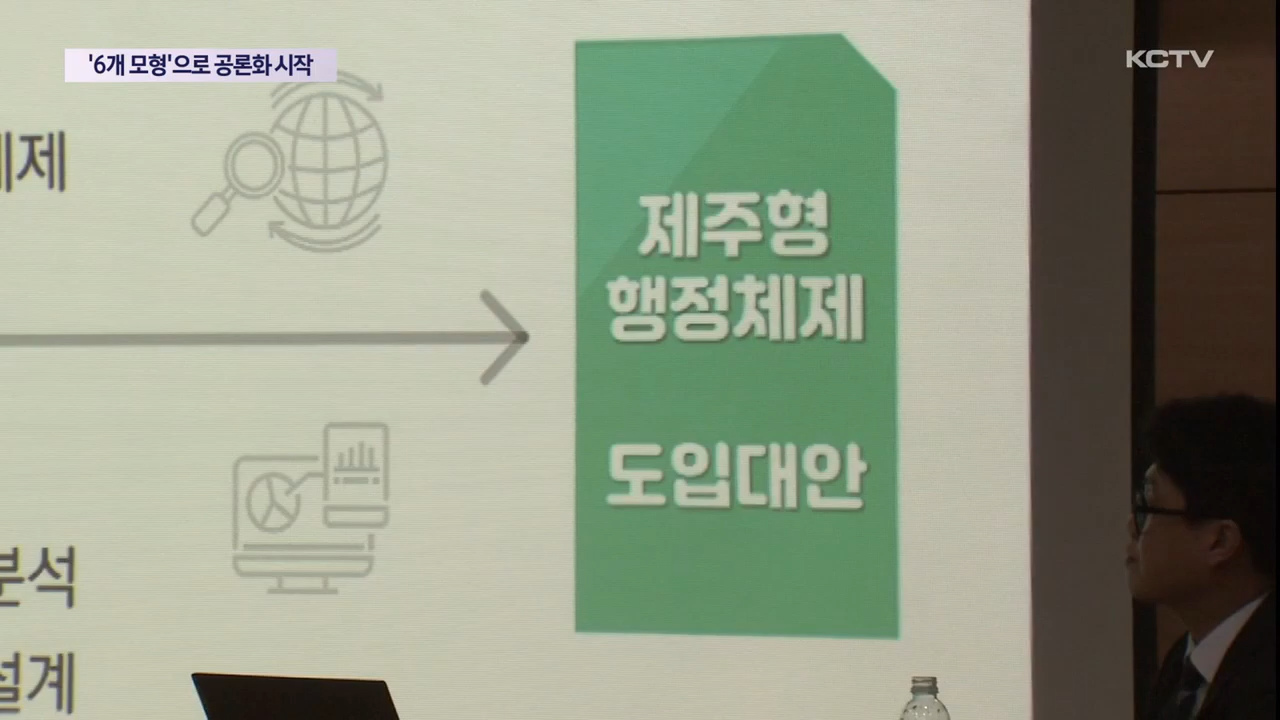 '6개 모형'으로 공론화 시작
KCTV
체제
제주형
행정체제
도입대안
분석
설계